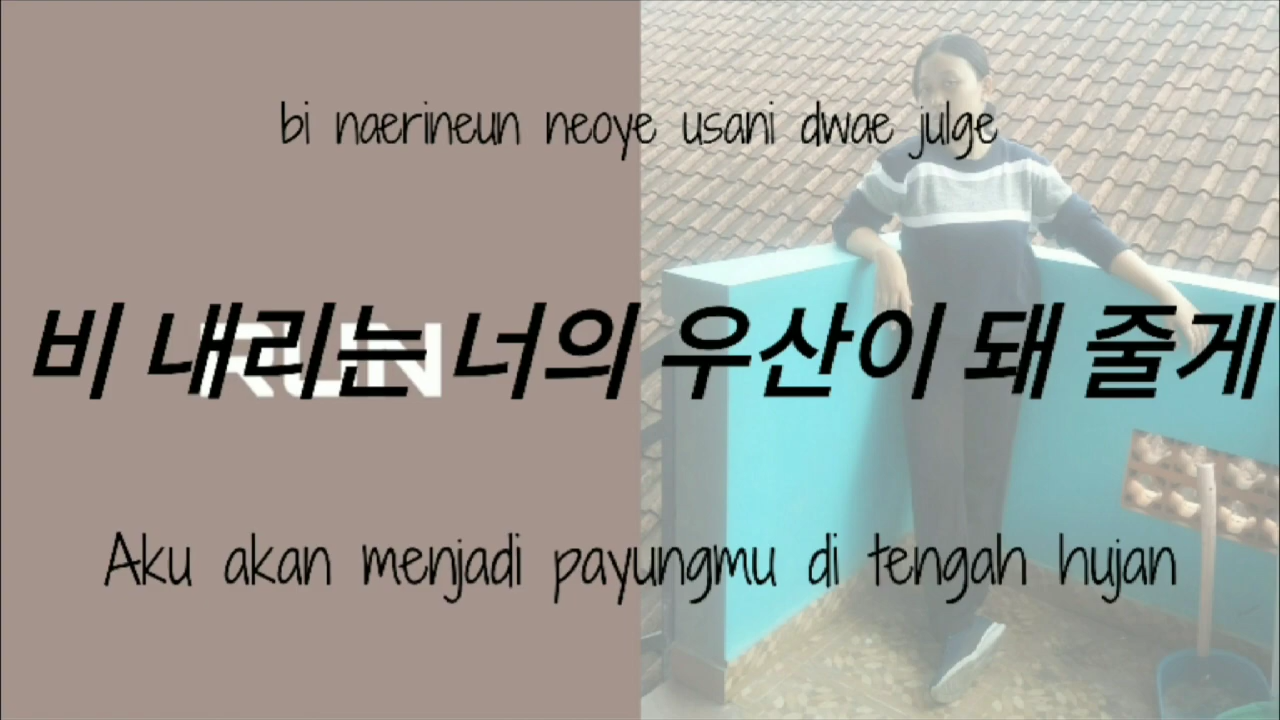 bi naerineun neoye usani dwae julge
비 내리는 너의 우산이 돼 줄게
RUN
Aku akan menjadi payungmu di tengah hujan